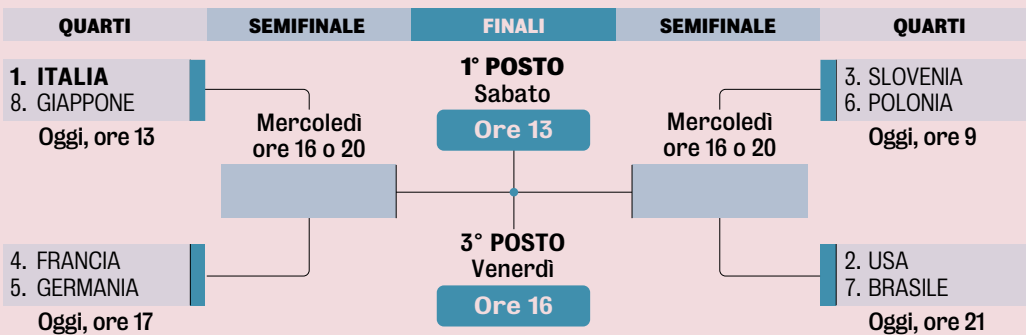 QUARTI
SEMIFINALE
FINALI
SEMIFINALE
QUARTI
1. ITALIA
8. GIAPPONE
Oggi, ore 13
4. FRANCIA
5. GERMANIA
Oggi, ore 17
Mercoledì
ore 16 o 20
1° POSTO
Sabato
Ore 13
3° POSTO
Venerdì
Ore 16
Mercoledì
ore 16 o 20
3. SLOVENIA
6. POLONIA
Oggi, ore 9
2. USA
7. BRASILE
Oggi, ore 21